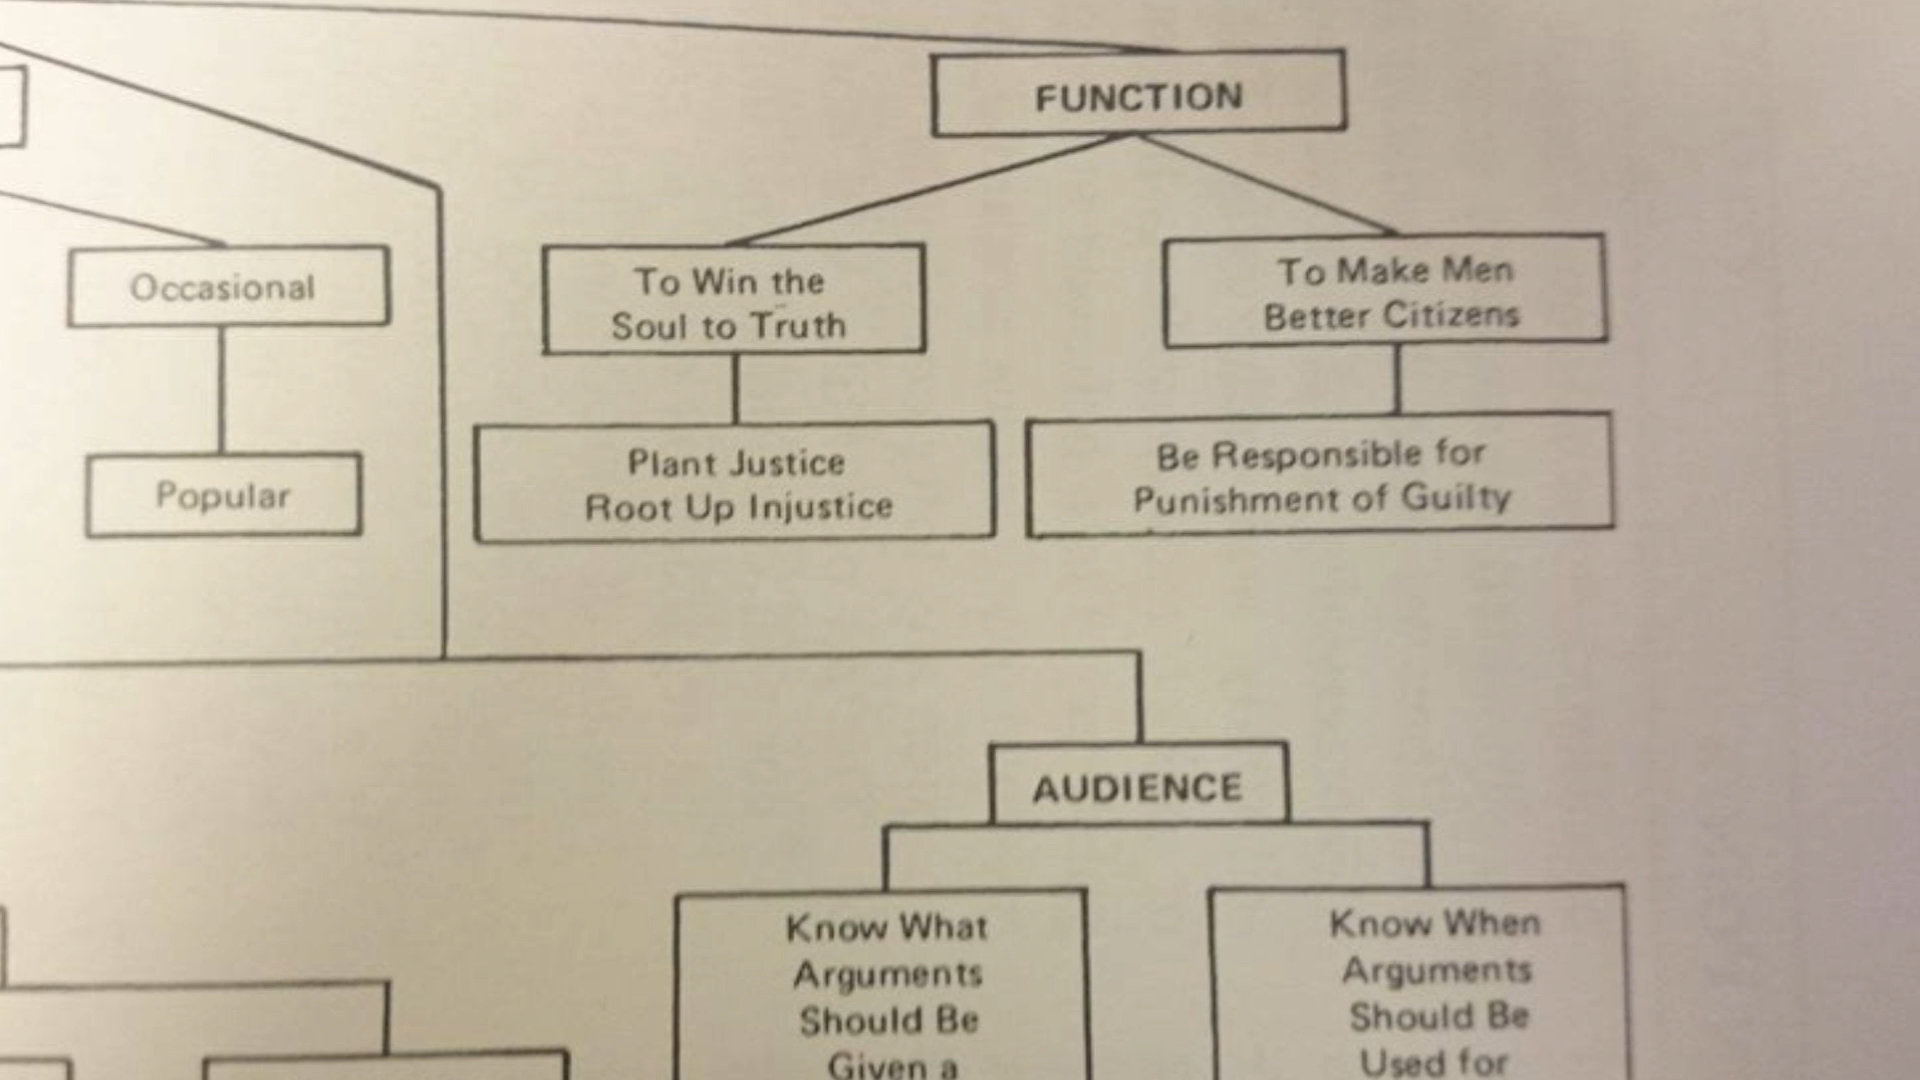 FUNCTION
To Win the
Soul to Truth
To Make Men
Better Citizens
Occasional
Plant Justice
Root Up Injustice
Be Responsible for
Punishment of Guilty
Popular
AUDIENCE
Know What
Arguments
Should Be
Given a
Know When
Arguments
Should Be
Used for